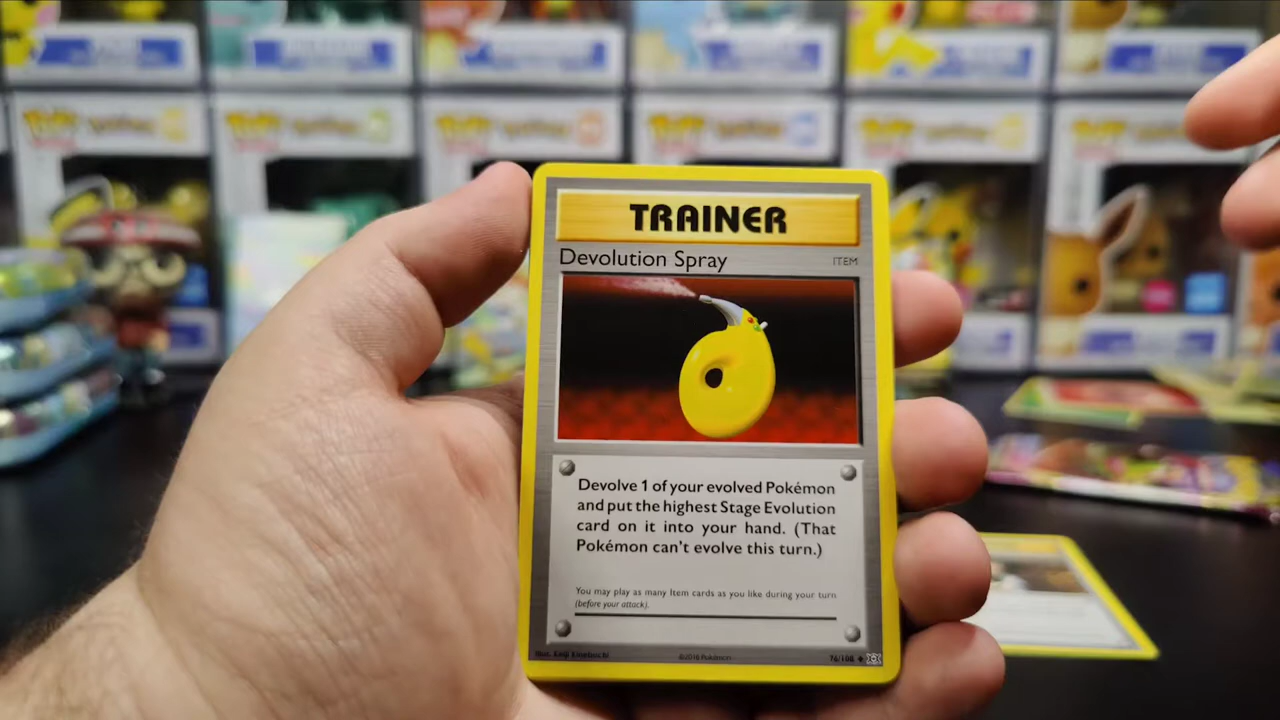 TRAINER
Devolution Spray
ITEM
Devolve 1 of your evolved Pokémon
and put the highest Stage Evolution
card on it into your hand. (That
Pokémon can't evolve this turn.)
You may play as many Item cards as you like during your turn
(before your attack).
Illus. Keiji Kinebuchi
©2016 Pokémon
76/108